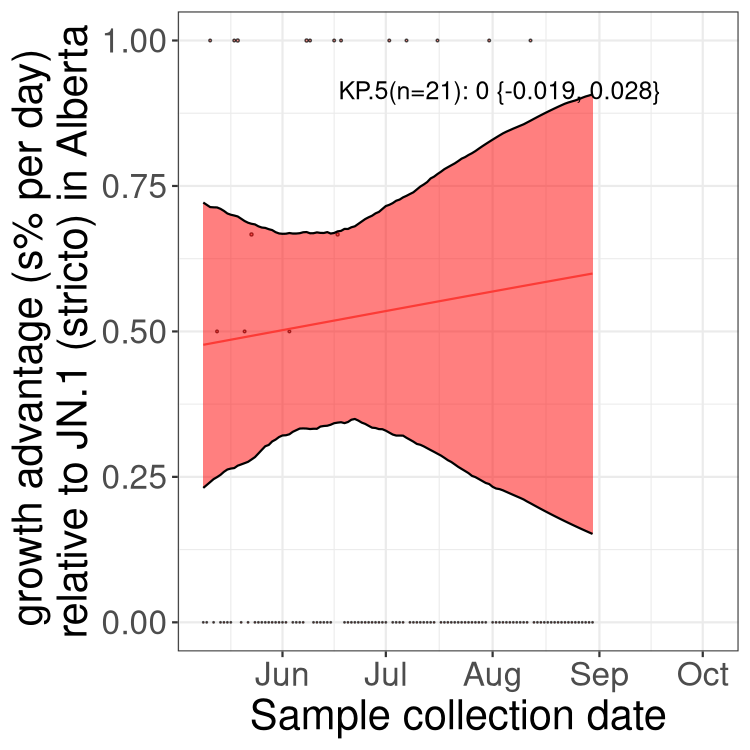 growth advantage (s% per day)
relative to JN.1 (stricto) in Alberta
1.00
0.75
0.50
0.25
0.00
KP.5(n=21): 0 {-0.019, 0.028}
Jun Jul Aug Sep Oct
Sample collection date